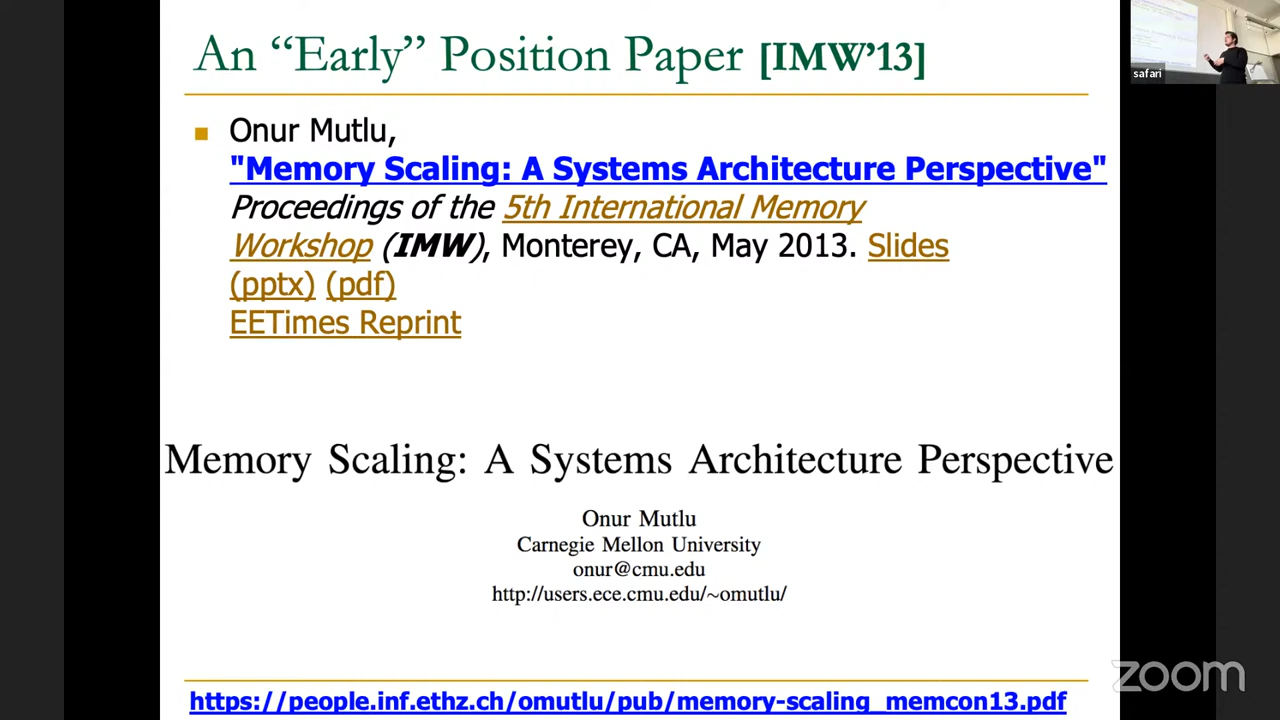 An “Early” Position Paper [IMW’13]
safari
Onur Mutlu,
"Memory Scaling: A Systems Architecture Perspective"
Proceedings of the 5th International Memory
Workshop (IMW), Monterey, CA, May 2013. Slides
(pptx) (pdf)
EETimes Reprint
Memory Scaling: A Systems Architecture Perspective
Onur Mutlu
Carnegie Mellon University
onur@cmu.edu
http://users.ece.cmu.edu/~omutlu/
zoom
https://people.inf.ethz.ch/omutlu/pub/memory-scaling_memcon13.pdf